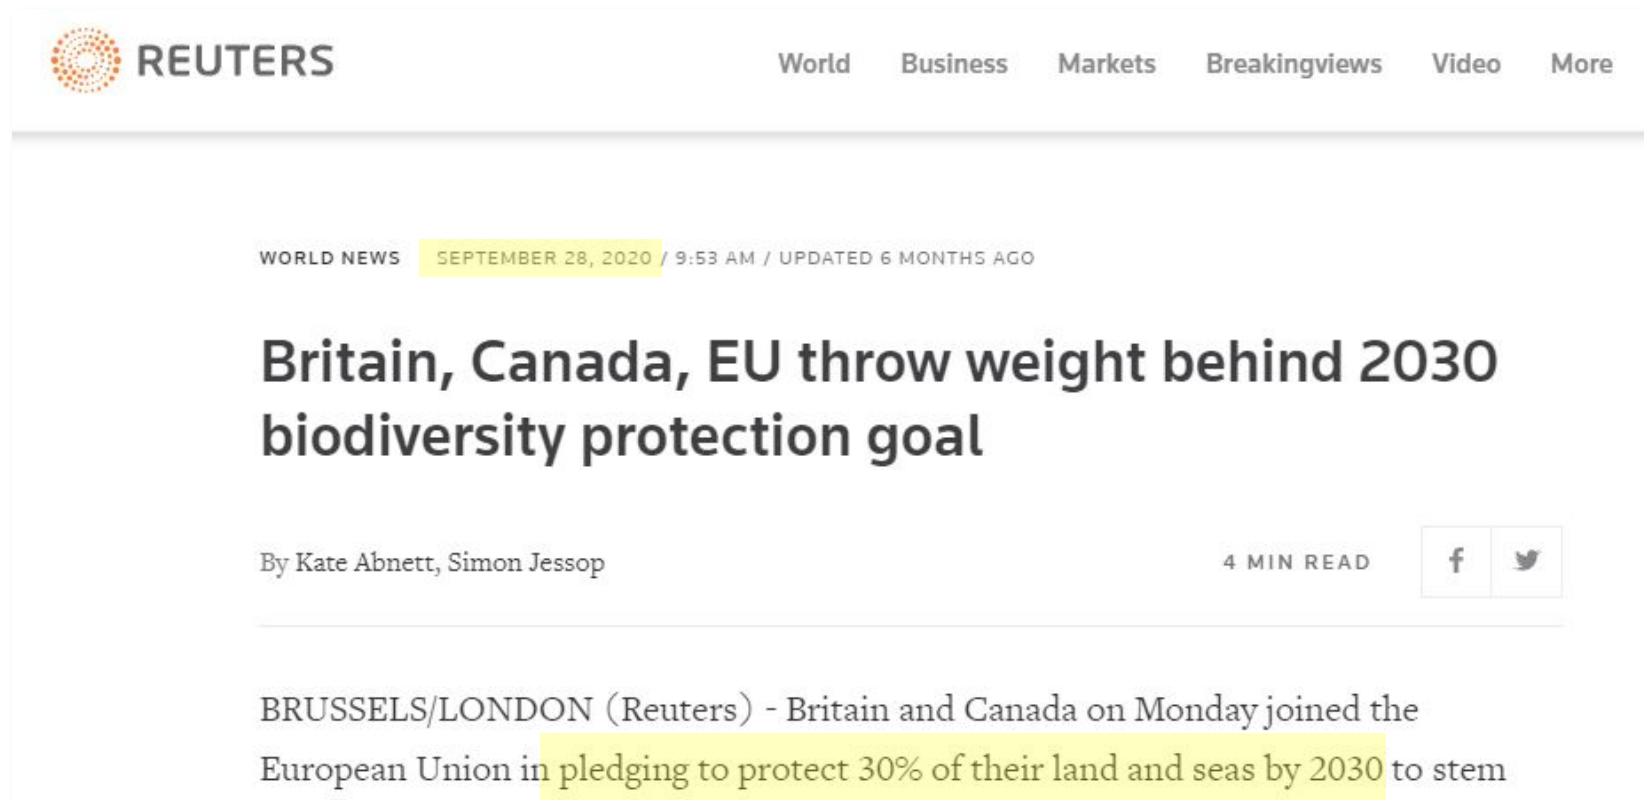 REUTERS World Business Markets Breakingviews Video More
WORLD NEWS SEPTEMBER 28, 2020 / 9:53 AM / UPDATED 6 MONTHS AGO
Britain, Canada, EU throw weight behind 2030
biodiversity protection goal
By Kate Abnett, Simon Jessop 4 MIN READ
BRUSSELS/LONDON (Reuters) - Britain and Canada on Monday joined the
European Union in pledging to protect 30% of their land and seas by 2030 to stem